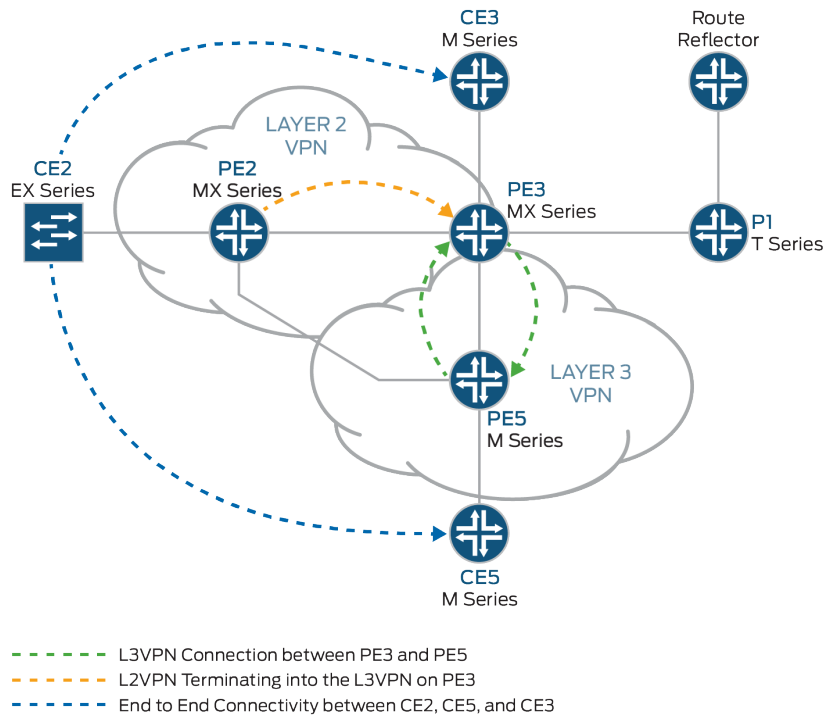 CE3
M Series
Route
Reflector
LAYER 2
VPN
CE2
EX Series
PE2
MX Series
PE3
MX Series
P1
T Series
LAYER 3
VPN
PE5
M Series
CE5
M Series
L3VPN Connection between PE3 and PE5
L2VPN Terminating into the L3VPN on PE3
End to End Connectivity between CE2, CE5, and CE3